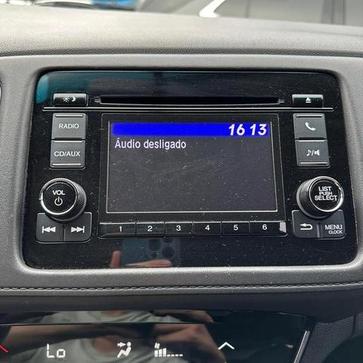 16 13
Áudio desligado
RADIO
CD/AUX
VOL
LIST
PUSH
SELECT
1 2 3 4 5 6
MENU
CLOCK
Lo